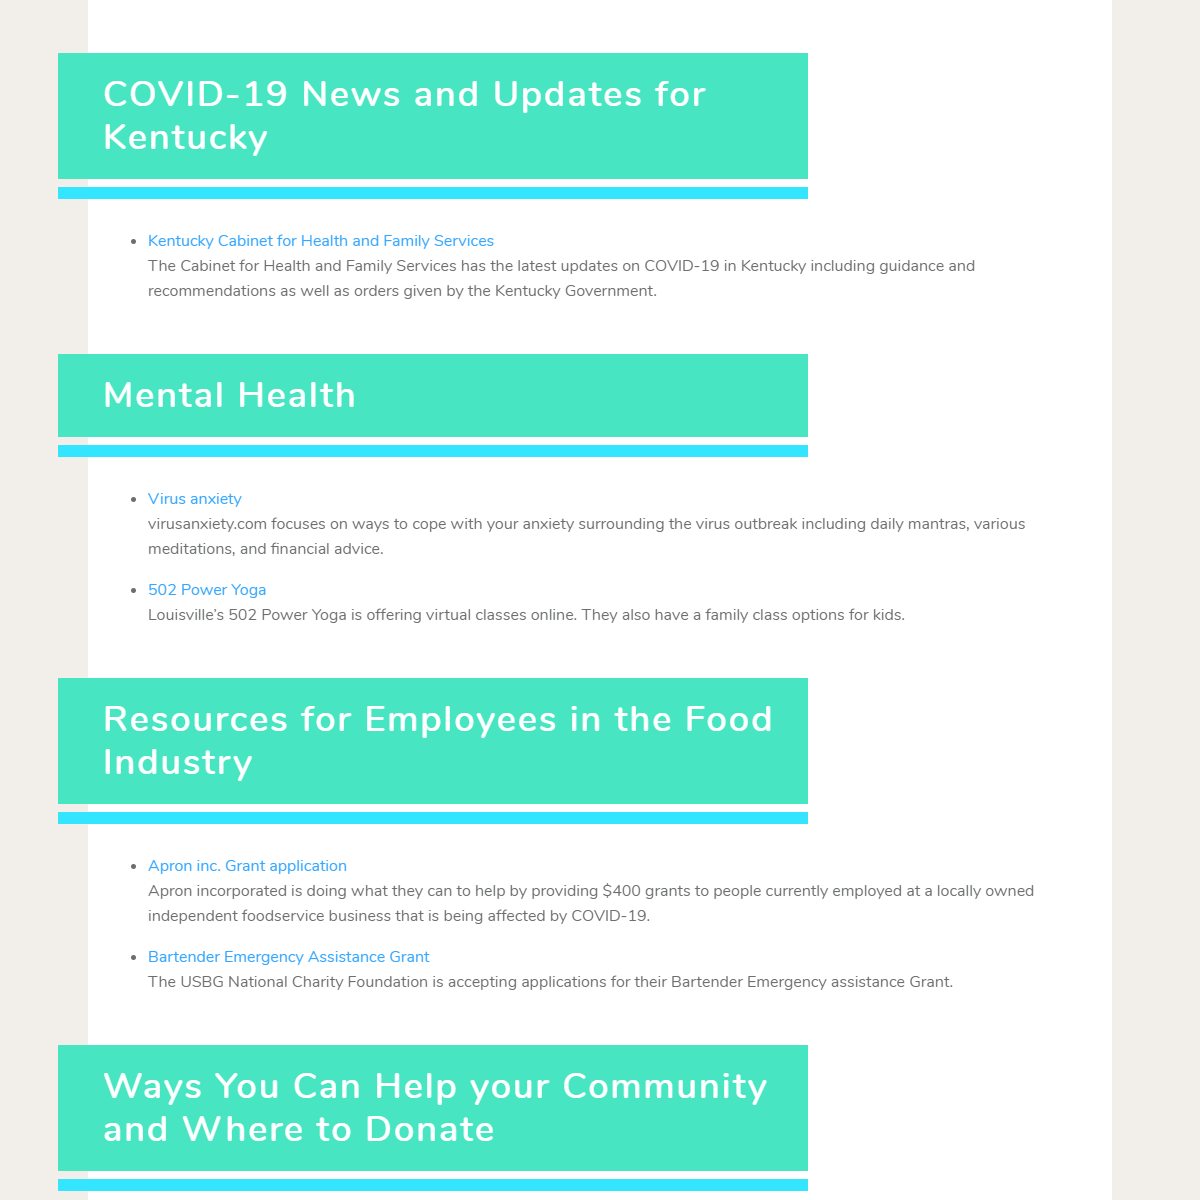 COVID-19 News and Updates for
Kentucky
Kentucky Cabinet for Health and Family Services
The Cabinet for Health and Family Services has the latest updates on COVID-19 in Kentucky including guidance and
recommendations as well as orders given by the Kentucky Government.
Mental Health
Virus anxiety
virusanxiety.com focuses on ways to cope with your anxiety surrounding the virus outbreak including daily mantras, various
meditations, and financial advice.
502 Power Yoga
Louisville’s 502 Power Yoga is offering virtual classes online. They also have a family class options for kids.
Resources for Employees in the Food
Industry
Apron inc. Grant application
Apron incorporated is doing what they can to help by providing $400 grants to people currently employed at a locally owned
independent foodservice business that is being affected by COVID-19.
Bartender Emergency Assistance Grant
The USBG National Charity Foundation is accepting applications for their Bartender Emergency assistance Grant.
Ways You Can Help your Community
and Where to Donate